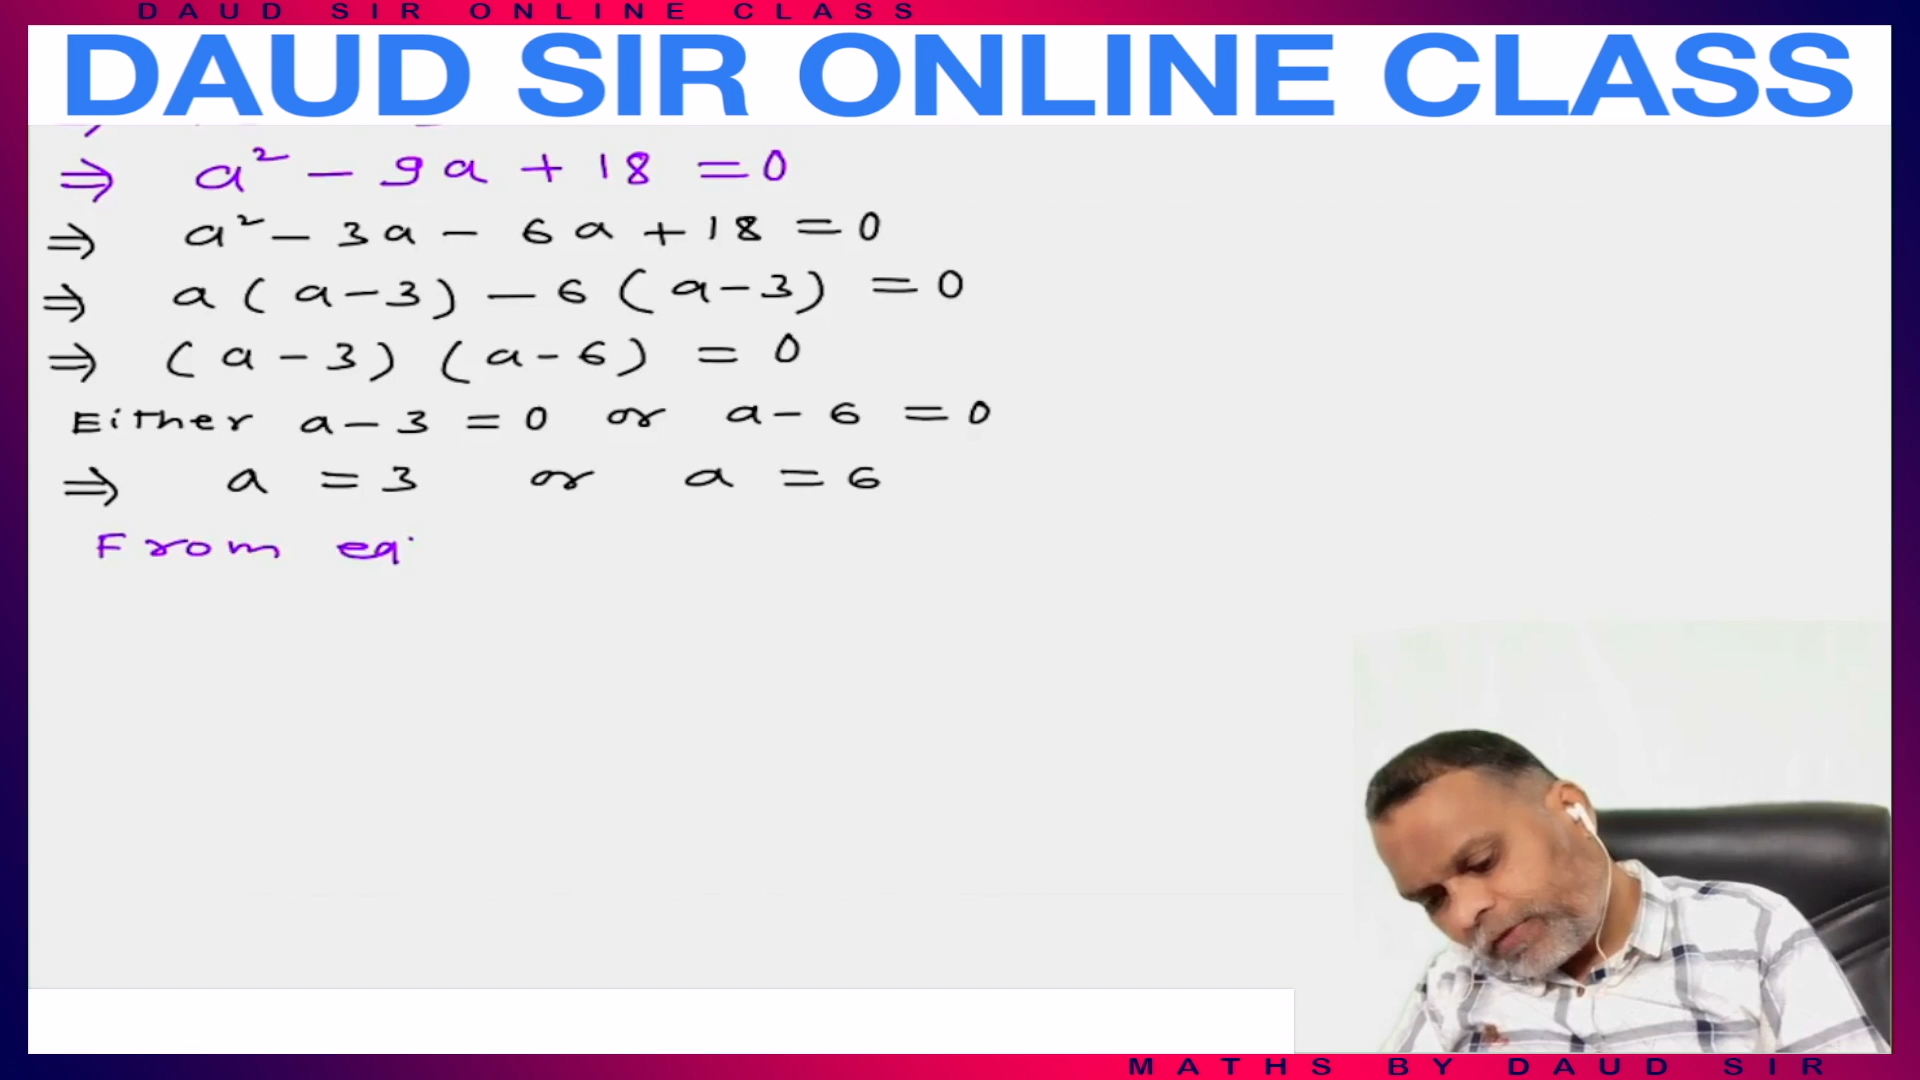 DAUD SIR ONLINE CLASS
DAUD SIR ONLINE CLASS
⇒ a² - 9a + 18 = 0
⇒ a² - 3a - 6a + 18 = 0
⇒ a(a-3) - 6(a-3) = 0
⇒ (a-3)(a-6) = 0
Either a-3 = 0 or a-6 = 0
⇒ a = 3 or a = 6
From eq
MATHS BY DAUD SIR